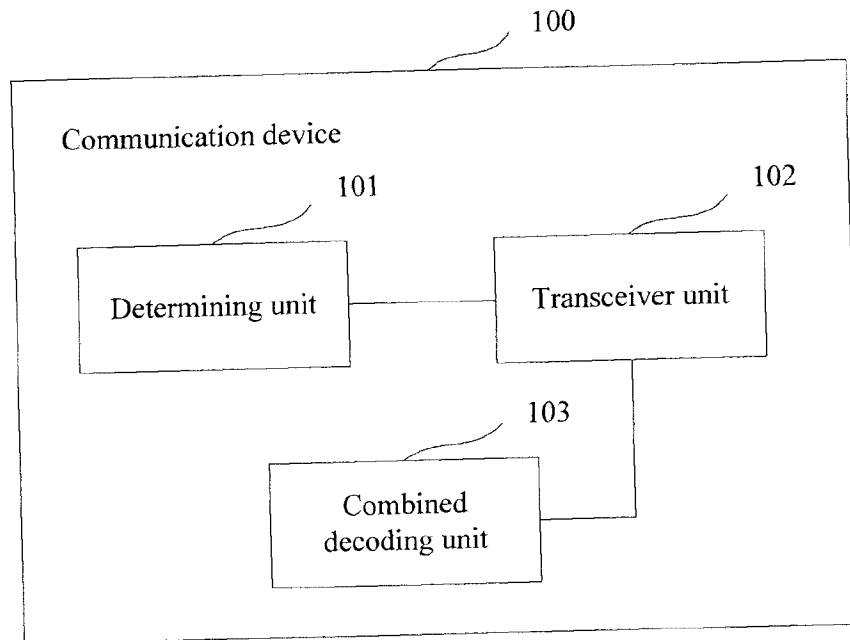 100
Communication device
101
102
Determining unit
Transceiver unit
103
Combined
decoding unit